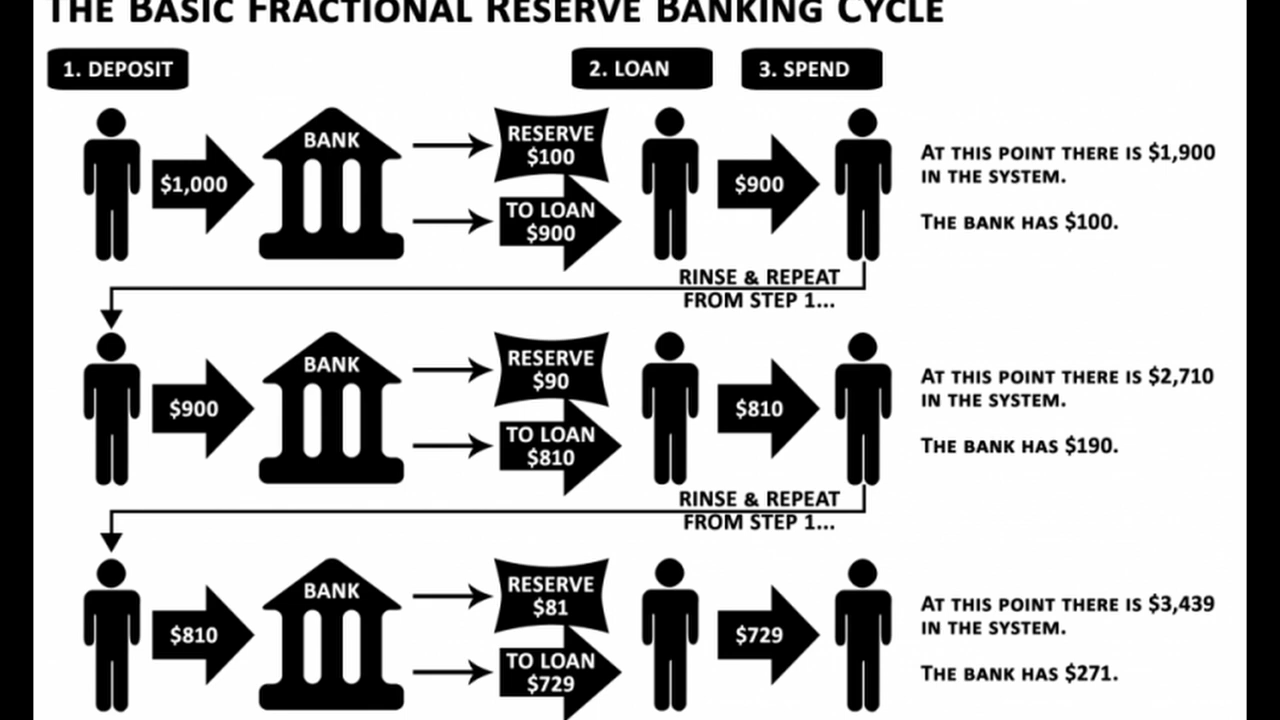 THE BASIC FRACTIONAL RESERVE BANKING CYCLE
1. DEPOSIT
2. LOAN
3. SPEND
$1,000
BANK
RESERVE
$100
TO LOAN
$900
$900
AT THIS POINT THERE IS $1,900
IN THE SYSTEM.
THE BANK HAS $100.
RINSE & REPEAT
FROM STEP 1...
$900
BANK
RESERVE
$90
TO LOAN
$810
$810
AT THIS POINT THERE IS $2,710
IN THE SYSTEM.
THE BANK HAS $190.
RINSE & REPEAT
FROM STEP 1...
$810
BANK
RESERVE
$81
TO LOAN
$729
$729
AT THIS POINT THERE IS $3,439
IN THE SYSTEM.
THE BANK HAS $271.